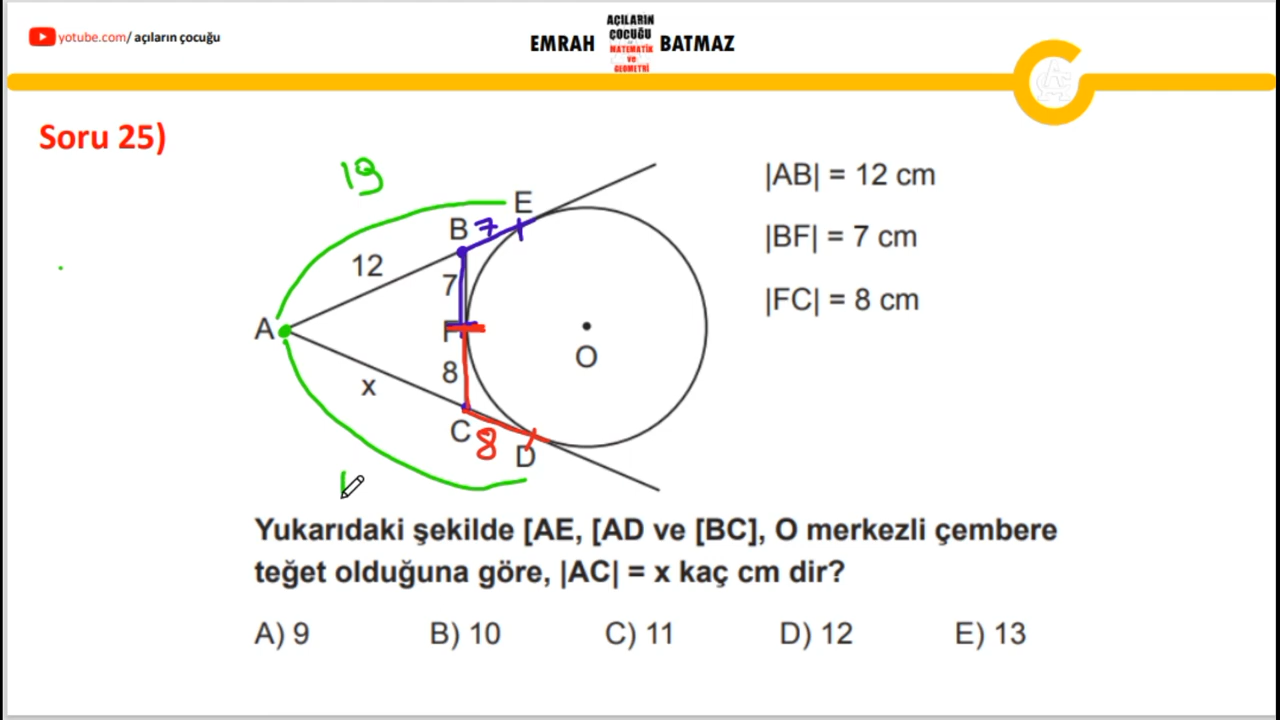 yotube.com/ açıların çocuğu
EMRAH
AÇILARIN
ÇOCUĞU
MATEMATİK
ve
GEOMETRİ
BATMAZ
Soru 25)
19
|AB| = 12 cm
E
B 7
|BF| = 7 cm
12
7
|FC| = 8 cm
A
F
O
8
x
C 8
D
Yukarıdaki şekilde [AE, [AD ve [BC], O merkezli çembere
teğet olduğuna göre, |AC| = x kaç cm dir?
A) 9 B) 10 C) 11 D) 12 E) 13